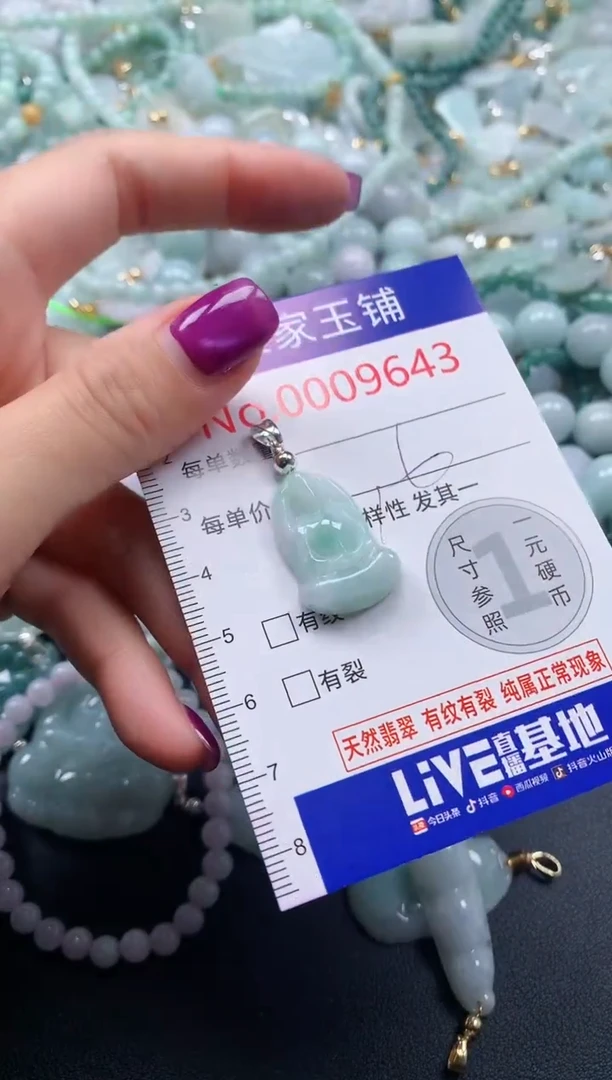 家玉铺
No.0009643
每单数
6
3
每单价
样性 发其一
4
一元硬币
尺寸参照
1
5
有纹
6
有裂
天然翡翠 有纹有裂 纯属正常现象
7
LiVE直播基地
今日头条 抖音 西瓜视频 抖音火山版
8